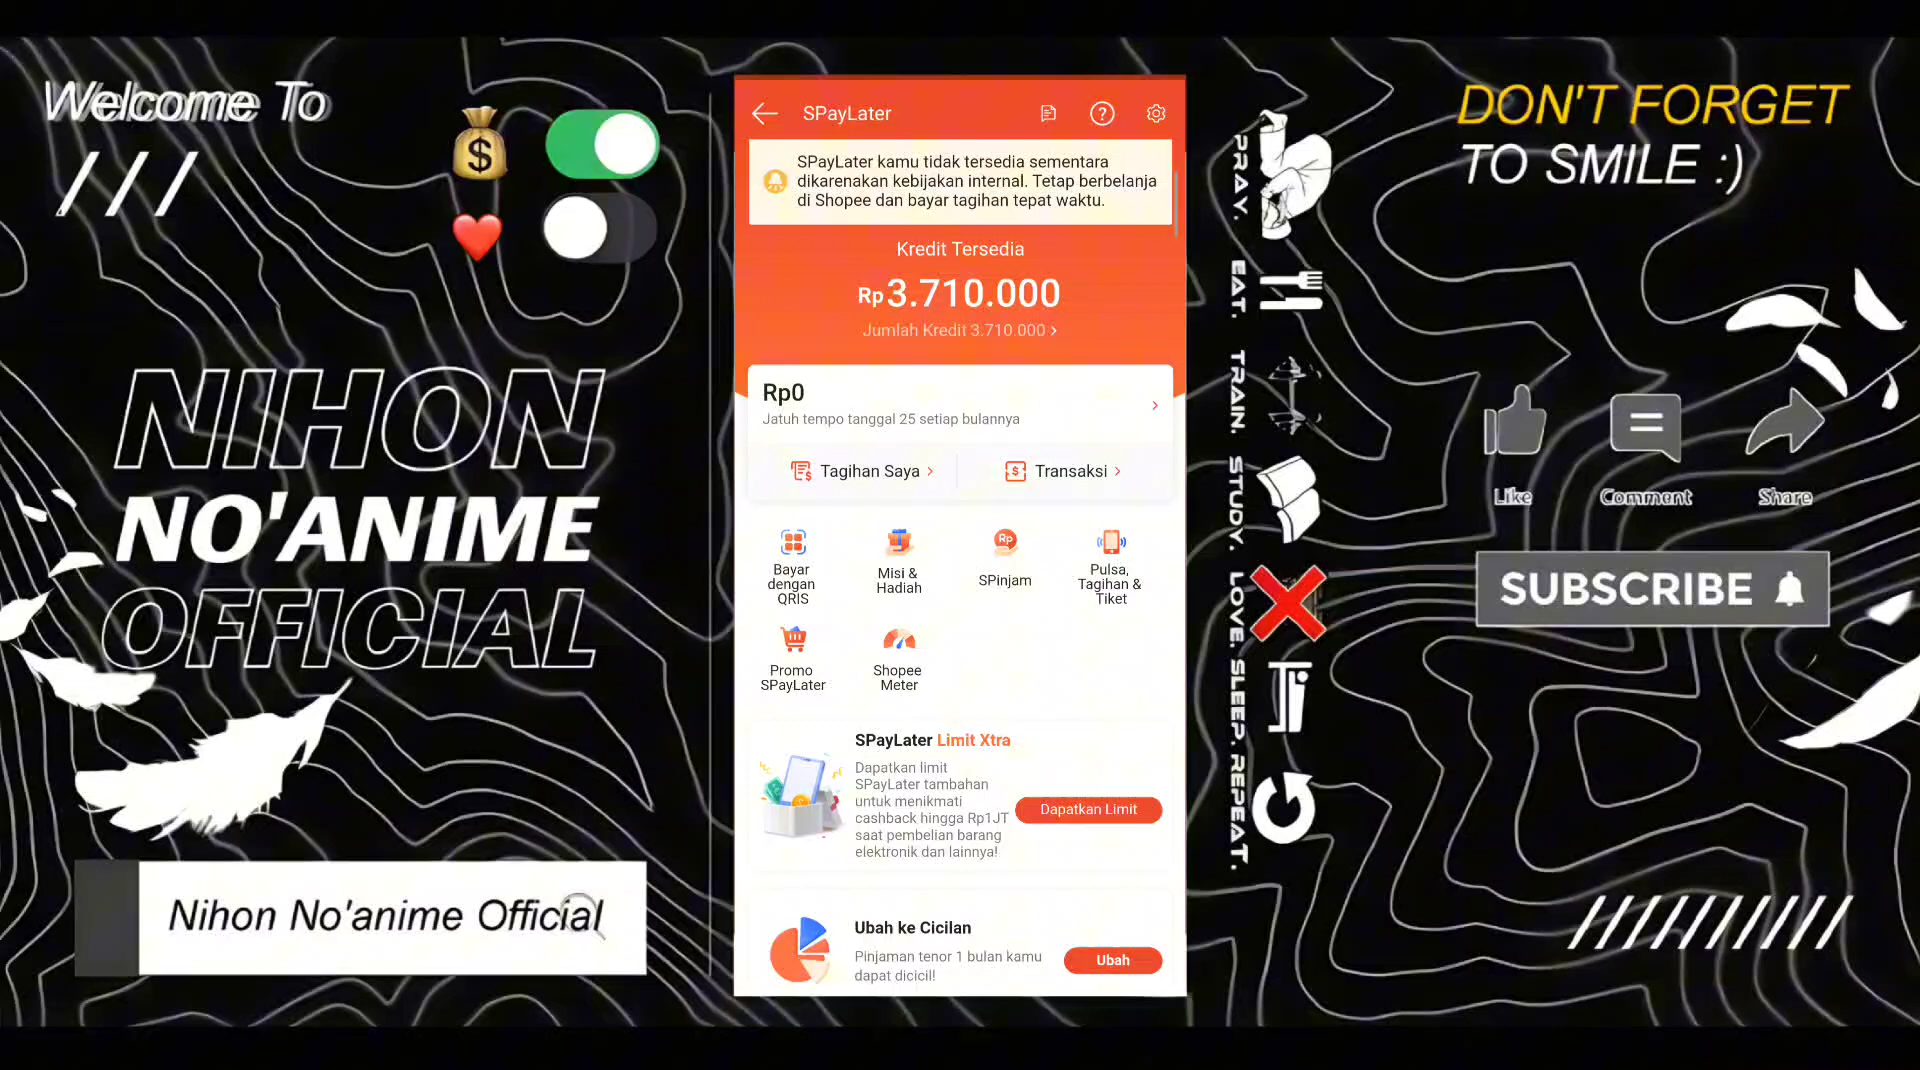 Welcome To
///
NIHON
NO'ANIME
OFFICIAL
Nihon No'anime Official
SPayLater
SPayLater kamu tidak tersedia sementara
dikarenakan kebijakan internal. Tetap berbelanja
di Shopee dan bayar tagihan tepat waktu.
Kredit Tersedia
Rp3.710.000
Jumlah Kredit 3.710.000 >
Rp0
Jatuh tempo tanggal 25 setiap bulannya
Tagihan Saya >
Transaksi >
Bayar
dengan
QRIS
Misi &
Hadiah
Rp
SPinjam
Pulsa,
Tagihan &
Tiket
Promo
SPayLater
Shopee
Meter
SPayLater Limit Xtra
Dapatkan limit
SPayLater tambahan
untuk menikmati
cashback hingga Rp1JT
saat pembelian barang
elektronik dan lainnya!
Dapatkan Limit
Ubah ke Cicilan
Pinjaman tenor 1 bulan kamu
dapat dicicil!
Ubah
PRAY.
EAT.
TRAIN.
STUDY.
LOVE.
SLEEP.
REPEAT.
DON'T FORGET
TO SMILE :)
Like
Comment
Share
SUBSCRIBE
//////////